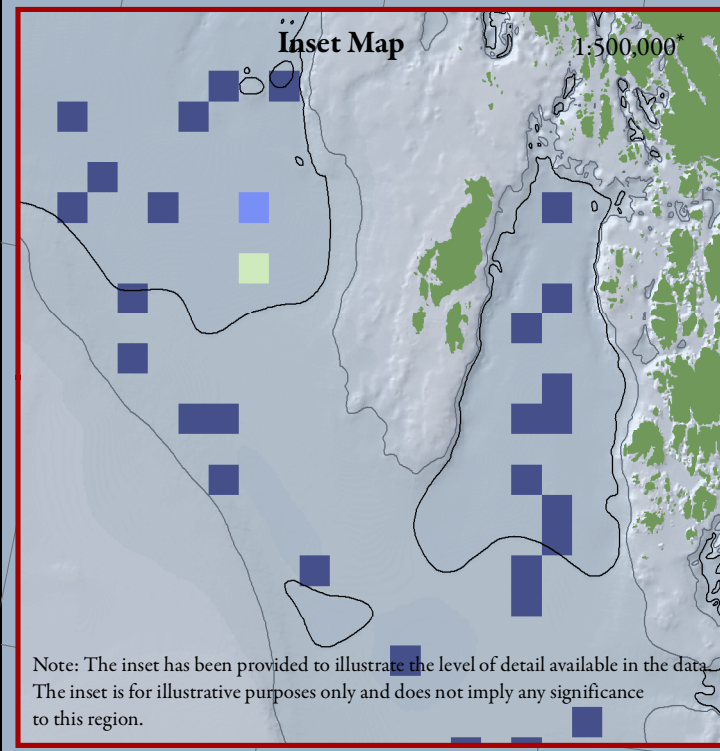 Inset Map
1:500,000*
Note: The inset has been provided to illustrate the level of detail available in the data.
The inset is for illustrative purposes only and does not imply any significance
to this region.